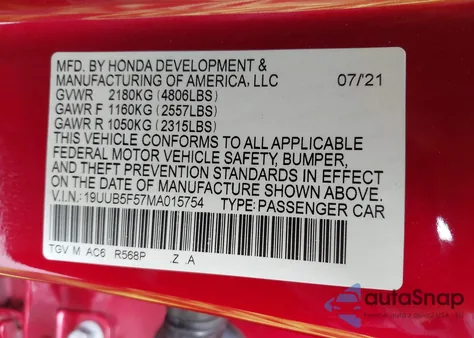 MFD. BY HONDA DEVELOPMENT &
MANUFACTURING OF AMERICA, LLC 07/'21
GVWR 2180KG (4806LBS)
GAWR F 1160KG (2557LBS)
GAWR R 1050KG (2315LBS)
THIS VEHICLE CONFORMS TO ALL APPLICABLE
FEDERAL MOTOR VEHICLE SAFETY, BUMPER,
AND THEFT PREVENTION STANDARDS IN EFFECT
ON THE DATE OF MANUFACTURE SHOWN ABOVE.
V.I.N.: 19UUB5F57MA015754 TYPE: PASSENGER CAR
TGV M AC6 R568P .Z .A
autoSnap